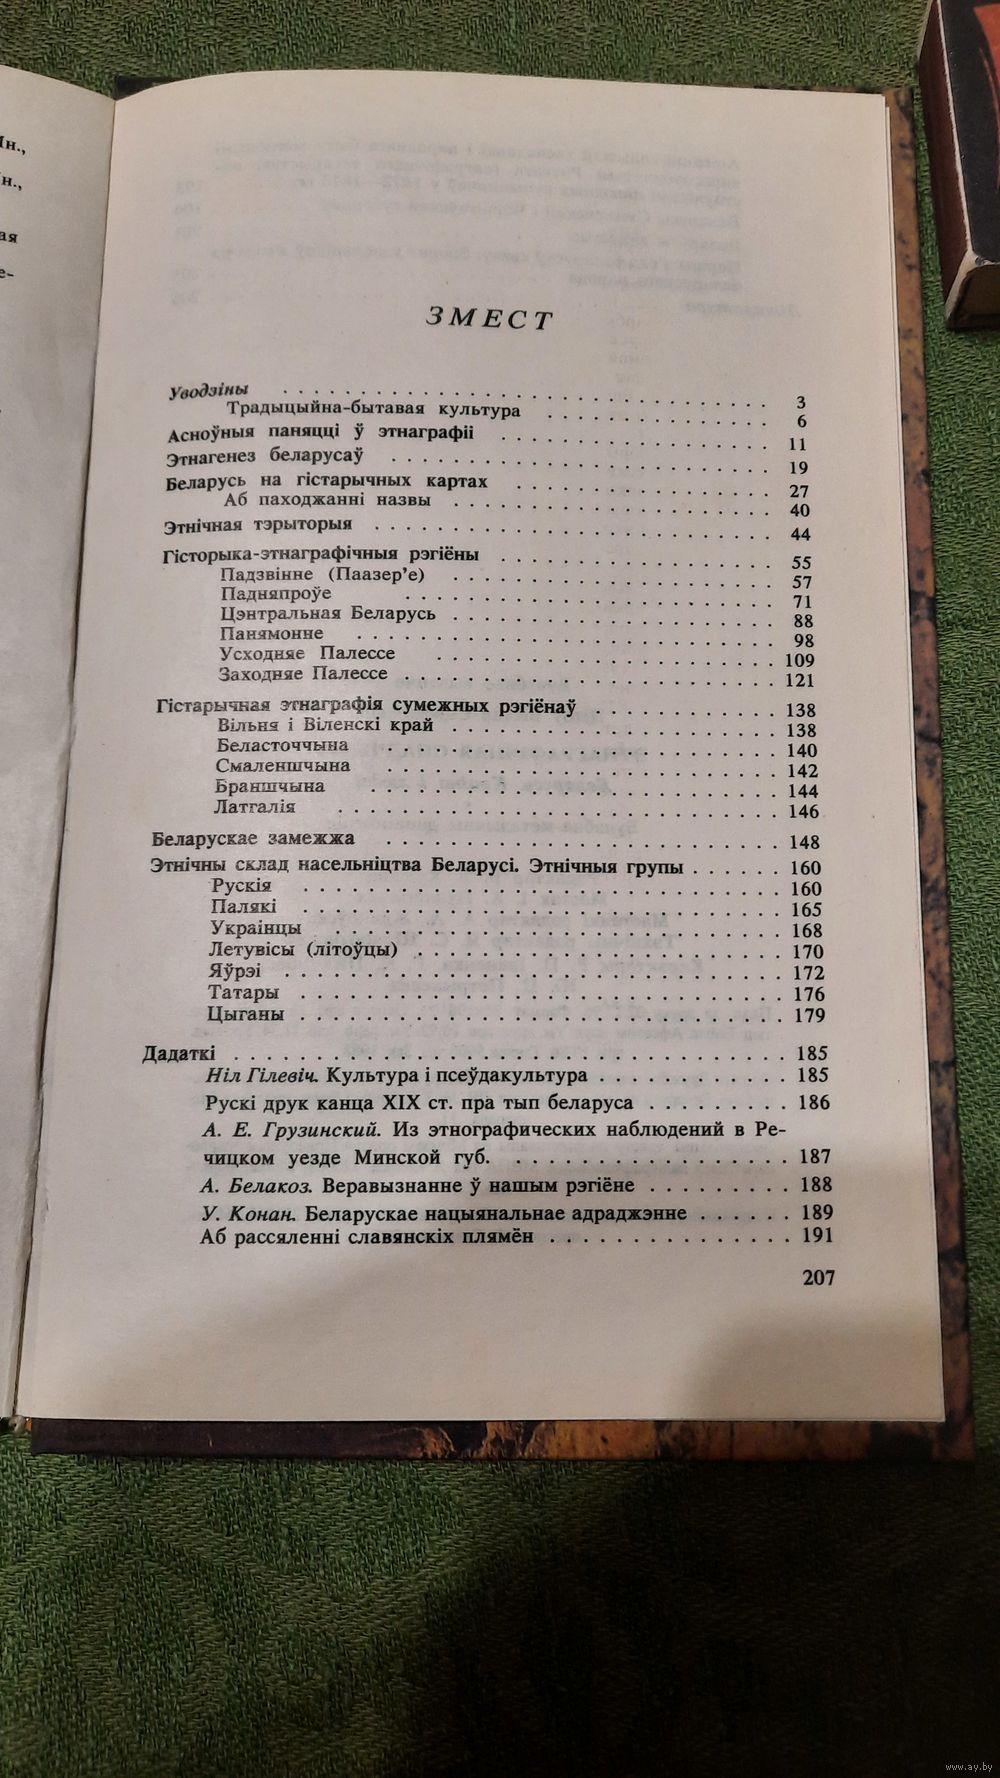 Ін.,
н.,
ая
е-
ЗМЕСТ
Уводзіны . . . 3
Традыцыйна-бытавая культура . . . 6
Асноўныя паняцці ў этнаграфіі . . . 11
Этнагенез беларусаў . . . 19
Беларусь на гістарычных картах . . . 27
Аб паходжанні назвы . . . 40
Этнічная тэрыторыя . . . 44
Гісторыка-этнаграфічныя рэгіёны . . . 55
Падзвінне (Паазер’е) . . . 57
Падняпроўе . . . 71
Цэнтральная Беларусь . . . 88
Панямонне . . . 98
Усходняе Палессе . . . 109
Заходняе Палессе . . . 121
Гістарычная этнаграфія сумежных рэгіёнаў . . . 138
Вільня і Віленскі край . . . 138
Беласточчына . . . 140
Смаленшчына . . . 142
Браншчына . . . 144
Латгалія . . . 146
Беларускае замежжа . . . 148
Этнічны склад насельніцтва Беларусі. Этнічныя групы . . . 160
Рускія . . . 160
Палякі . . . 165
Украінцы . . . 168
Летувісы (літоўцы) . . . 170
Яўрэі . . . 172
Татары . . . 176
Цыганы . . . 179
Дадаткі . . . 185
Ніл Гілевіч. Культура і псеўдакультура . . . 185
Рускі друк канца XIX ст. пра тып беларуса . . . 186
А. Е. Грузинский. Из этнографических наблюдений в Ре-
чицком уезде Минской губ. . . . 187
А. Белакоз. Веравызнанне ў нашым рэгіёне . . . 188
У. Конан. Беларускае нацыянальнае адраджэнне . . . 189
Аб рассяленні славянскіх плямён . . . 191
207
www.ay.by